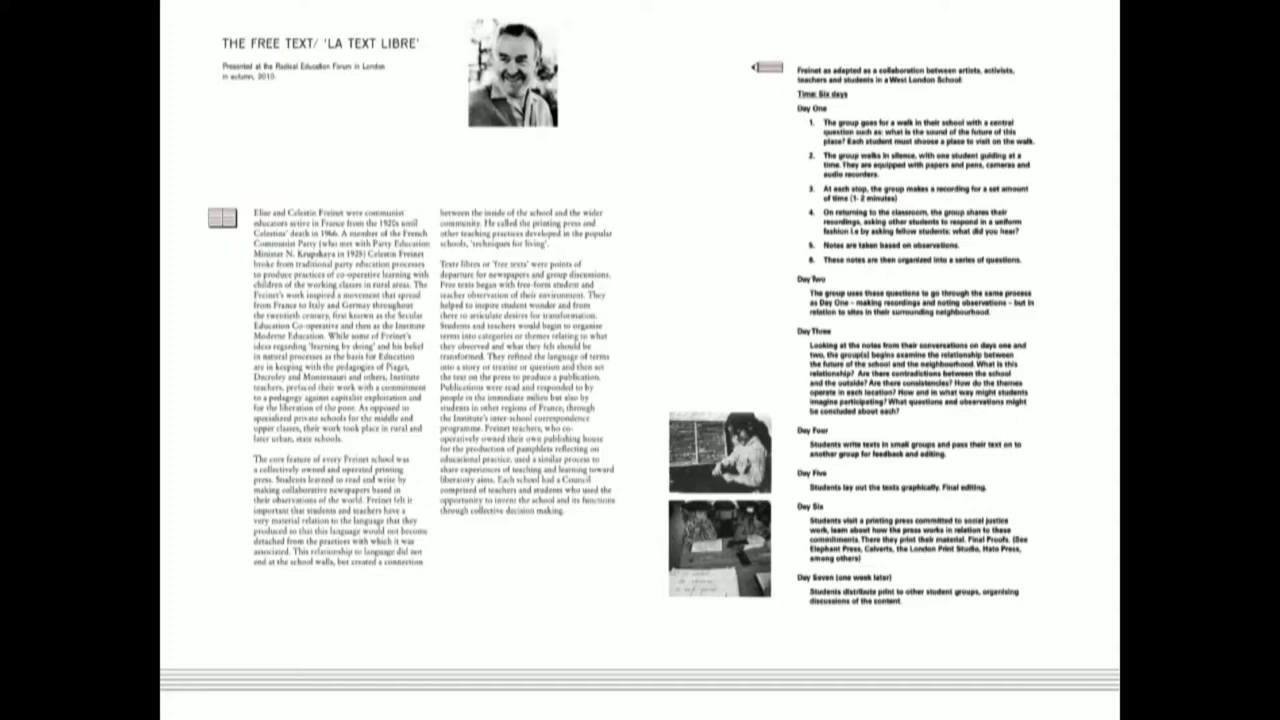 THE FREE TEXT/ 'LA TEXT LIBRE'
Presented at the Radical Education Forum in London
in autumn, 2010.
Elise and Celestin Freinet were communist
educators active in France from the 1920s until
Celestins' death in 1966. A member of the French
Communist Party (who met with Party Education
Minister N. Krupskaya in 1925) Celestin Freinet
broke from traditional party education processes
to produce practices of co-operative learning with
children of the working classes in rural areas. The
Freinet's work inspired a movement that spread
from France to Italy and Germany throughout
the twentieth century, first known as the Secular
Education Co-operative and then as the Institute
Moderne Education. While some of Freinet's
ideas regarding 'learning by doing' and his belief
in natural processes as the basis for Education
are in keeping with the pedagogies of Piaget,
Decroley and Montessauri and others, Institute
teachers, prefaced their work with a commitment
to a pedagogy against capitalist exploitation and
for the liberation of the poor. As opposed to
specialized private schools for the middle and
upper classes, their work took place in rural and
later urban, state schools.
The core feature of every Freinet school was
a collectively owned and operated printing
press. Students learned to read and write by
making collaborative newspapers based in
their observations of the world. Freinet felt it
important that students and teachers have a
very material relation to the language that they
produced so that this language would not become
detached from the practices with which it was
associated. This relationship to language did not
end at the school walls, but created a connection
between the inside of the school and the wider
community. He called the printing press and
other teaching practices developed in the popular
schools, 'techniques for living'.
Texte libres or 'free texts' were points of
departure for newspapers and group discussions.
Free texts began with free-form student and
teacher observation of their environment. They
helped to inspire student wonder and from
there to articulate desires for transformation.
Students and teachers would begin to organise
terms into categories or themes relating to what
they observed and what they felt should be
transformed. They refined the language of terms
into a story or treatise or question and then set
the text on the press to produce a publication.
Publications were read and responded to by
people in the immediate milieu but also by
students in other regions of France, through
the Institute's inter-school correspondence
programme. Freinet teachers, who co-
operatively owned their own publishing house
for the production of pamphlets reflecting on
educational practice, used a similar process to
share experiences of teaching and learning toward
liberatory aims. Each school had a Council
comprised of teachers and students who used the
opportunity to invent the school and its functions
through collective decision making.
Freinet as adapted as a collaboration between artists, activists,
teachers and students in a West London School:
Time: Six days
Day One
1. The group goes for a walk in their school with a central
question such as: what is the sound of the future of this
place? Each student must choose a place to visit on the walk.
2. The group walks in silence, with one student guiding at a
time. They are equipped with papers and pens, cameras and
audio recorders.
3. At each stop, the group makes a recording for a set amount
of time (1- 2 minutes)
4. On returning to the classroom, the group shares their
recordings, asking other students to respond in a uniform
fashion i.e by asking fellow students: what did you hear?
5. Notes are taken based on observations.
6. These notes are then organized into a series of questions.
Day Two
The group uses these questions to go through the same process
as Day One – making recordings and noting observations – but in
relation to sites in their surrounding neighbourhood.
Day Three
Looking at the notes from their conversations on days one and
two, the group(s) begins examine the relationship between
the future of the school and the neighbourhood. What is this
relationship? Are there contradictions between the school
and the outside? Are there consistencies? How do the themes
operate in each location? How and in what way might students
imagine participating? What questions and observations might
be concluded about each?
Day Four
Students write texts in small groups and pass their text on to
another group for feedback and editing.
Day Five
Students lay out the texts graphically. Final editing.
Day Six
Students visit a printing press committed to social justice
work, learn about how the press works in relation to these
commitments. There they print their material. Final Proofs. (See
Elephant Press, Calverts, the London Print Studio, Hato Press,
among others)
Day Seven (one week later)
Students distribute print to other student groups, organising
discussions of the content.